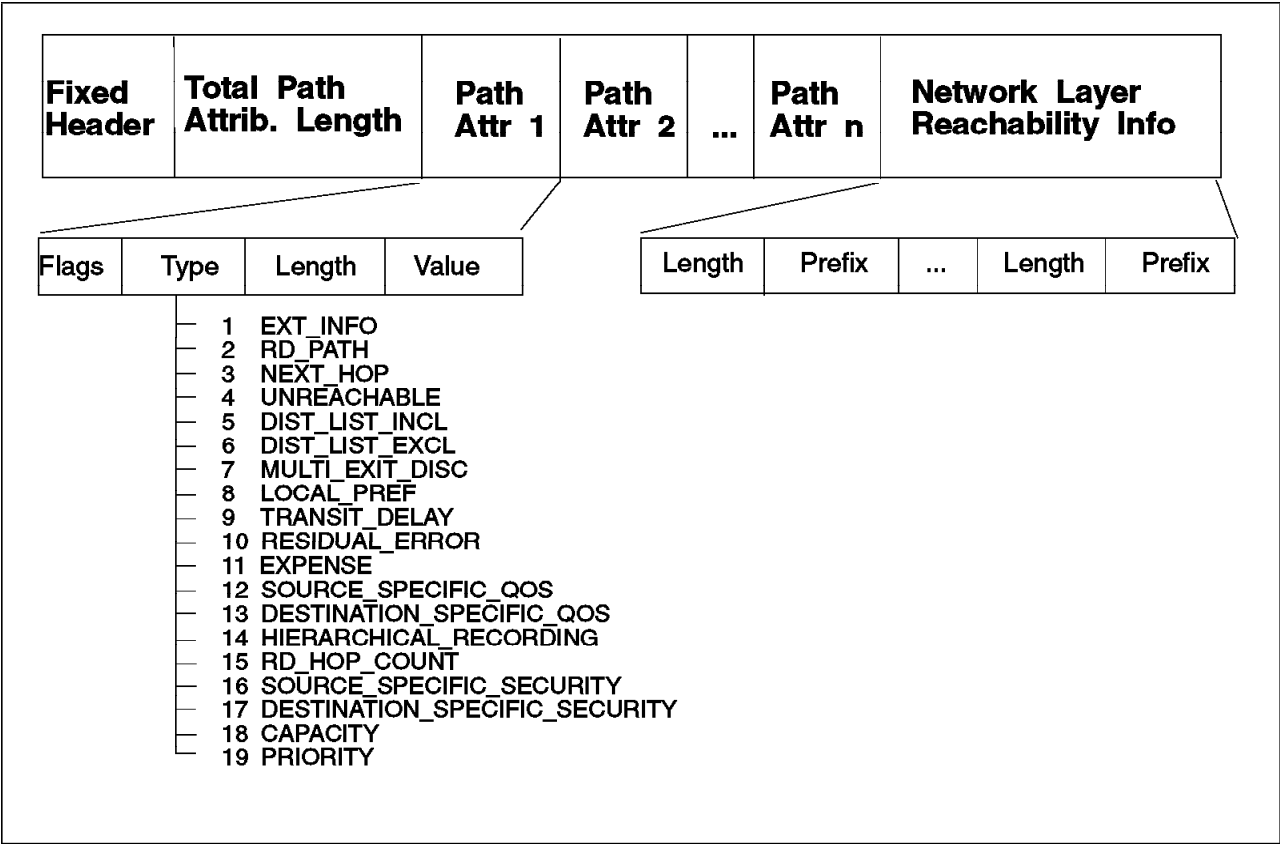 Fixed Header
Total Path Attrib. Length
Path Attr 1
Path Attr 2
...
Path Attr n
Network Layer Reachability Info
Flags Type Length Value
Length Prefix ... Length Prefix
1 EXT_INFO
2 RD_PATH
3 NEXT_HOP
4 UNREACHABLE
5 DIST_LIST_INCL
6 DIST_LIST_EXCL
7 MULTI_EXIT_DISC
8 LOCAL_PREF
9 TRANSIT_DELAY
10 RESIDUAL_ERROR
11 EXPENSE
12 SOURCE_SPECIFIC_QOS
13 DESTINATION_SPECIFIC_QOS
14 HIERARCHICAL_RECORDING
15 RD_HOP_COUNT
16 SOURCE_SPECIFIC_SECURITY
17 DESTINATION_SPECIFIC_SECURITY
18 CAPACITY
19 PRIORITY